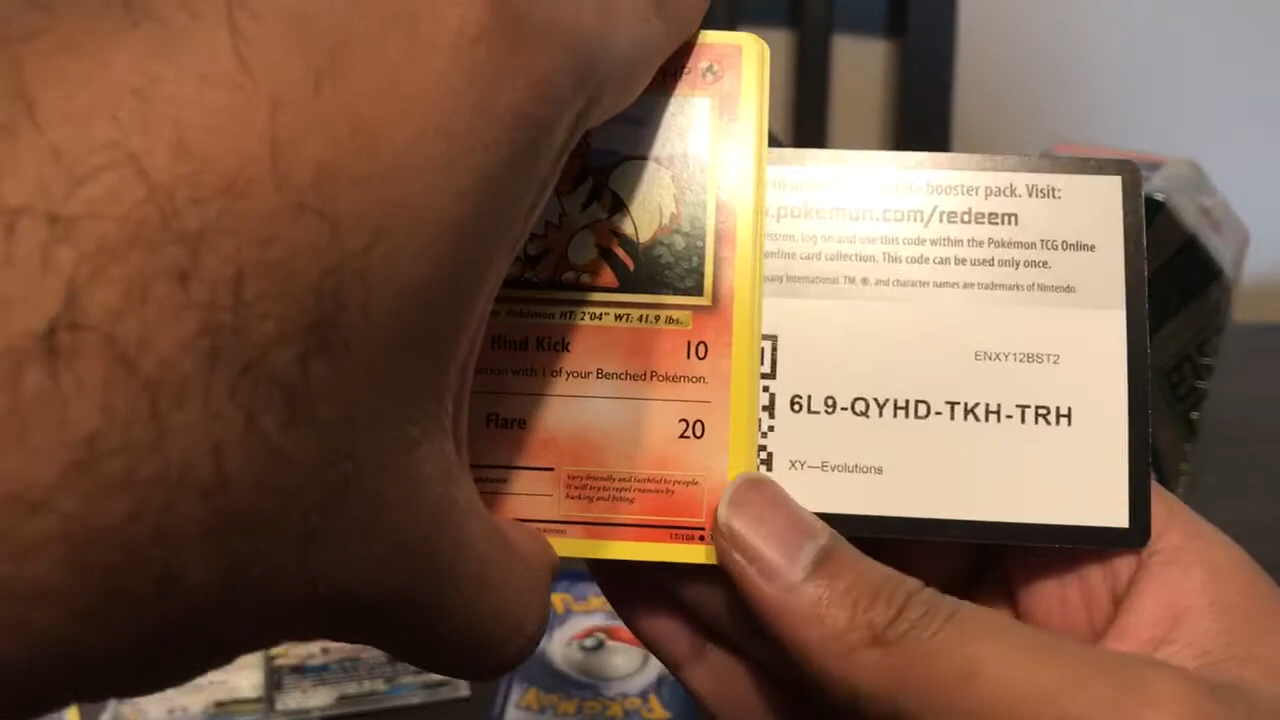 HP
Pokémon HT: 2'04" WT: 41.9 lbs.
Hind Kick 10
with 1 of your Benched Pokémon.
Flare 20
Very friendly and faithful to people.
It will try to repel enemies by
barking and biting.
17/108
booster pack. Visit:
.pokemon.com/redeem
log on and use this code within the Pokémon TCG Online
online card collection. This code can be used only once.
International. TM, ®, and character names are trademarks of Nintendo.
ENXY12BST2
6L9-QYHD-TKH-TRH
XY—Evolutions
POKÉMON